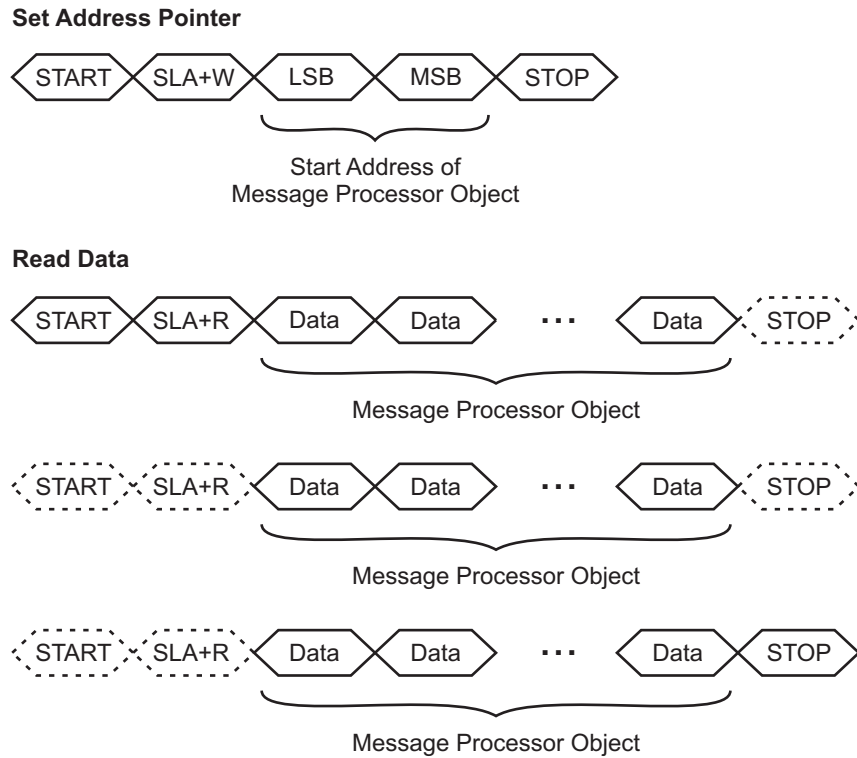 Set Address Pointer
START SLA+W LSB MSB STOP
Start Address of
Message Processor Object
Read Data
START SLA+R Data Data ... Data STOP
Message Processor Object
START SLA+R Data Data ... Data STOP
Message Processor Object
START SLA+R Data Data ... Data STOP
Message Processor Object